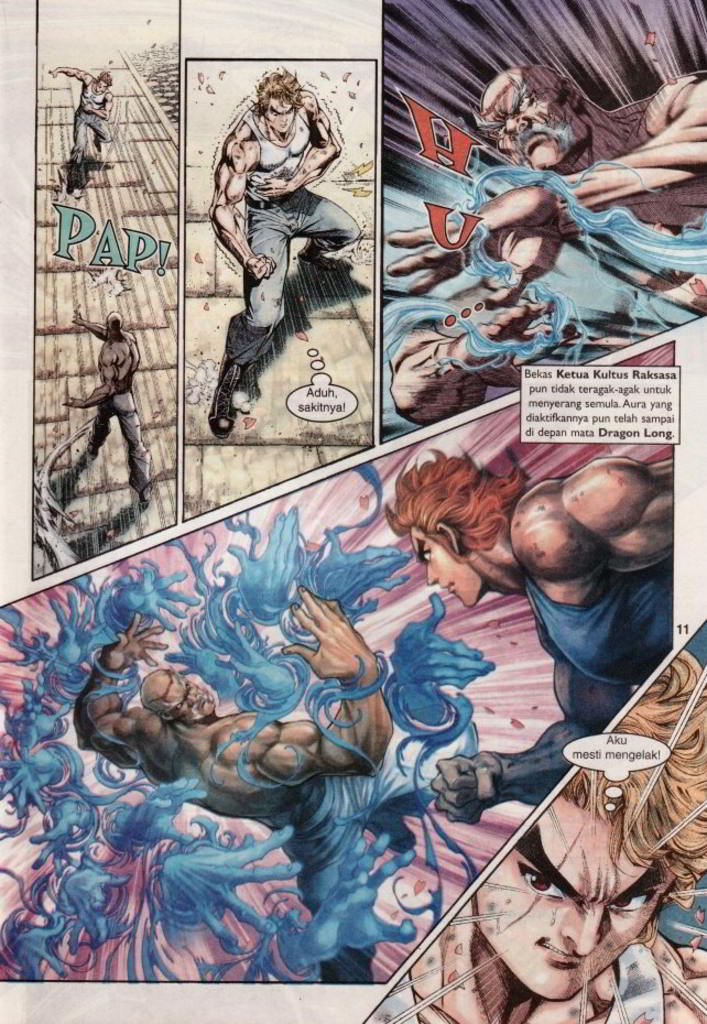 PAP!
Aduh,
sakitnya!
HU...
Bekas Ketua Kultus Raksasa
pun tidak teragak-agak untuk
menyerang semula. Aura yang
diaktifkannya pun telah sampai
di depan mata Dragon Long.
11
Aku
mesti mengelak!